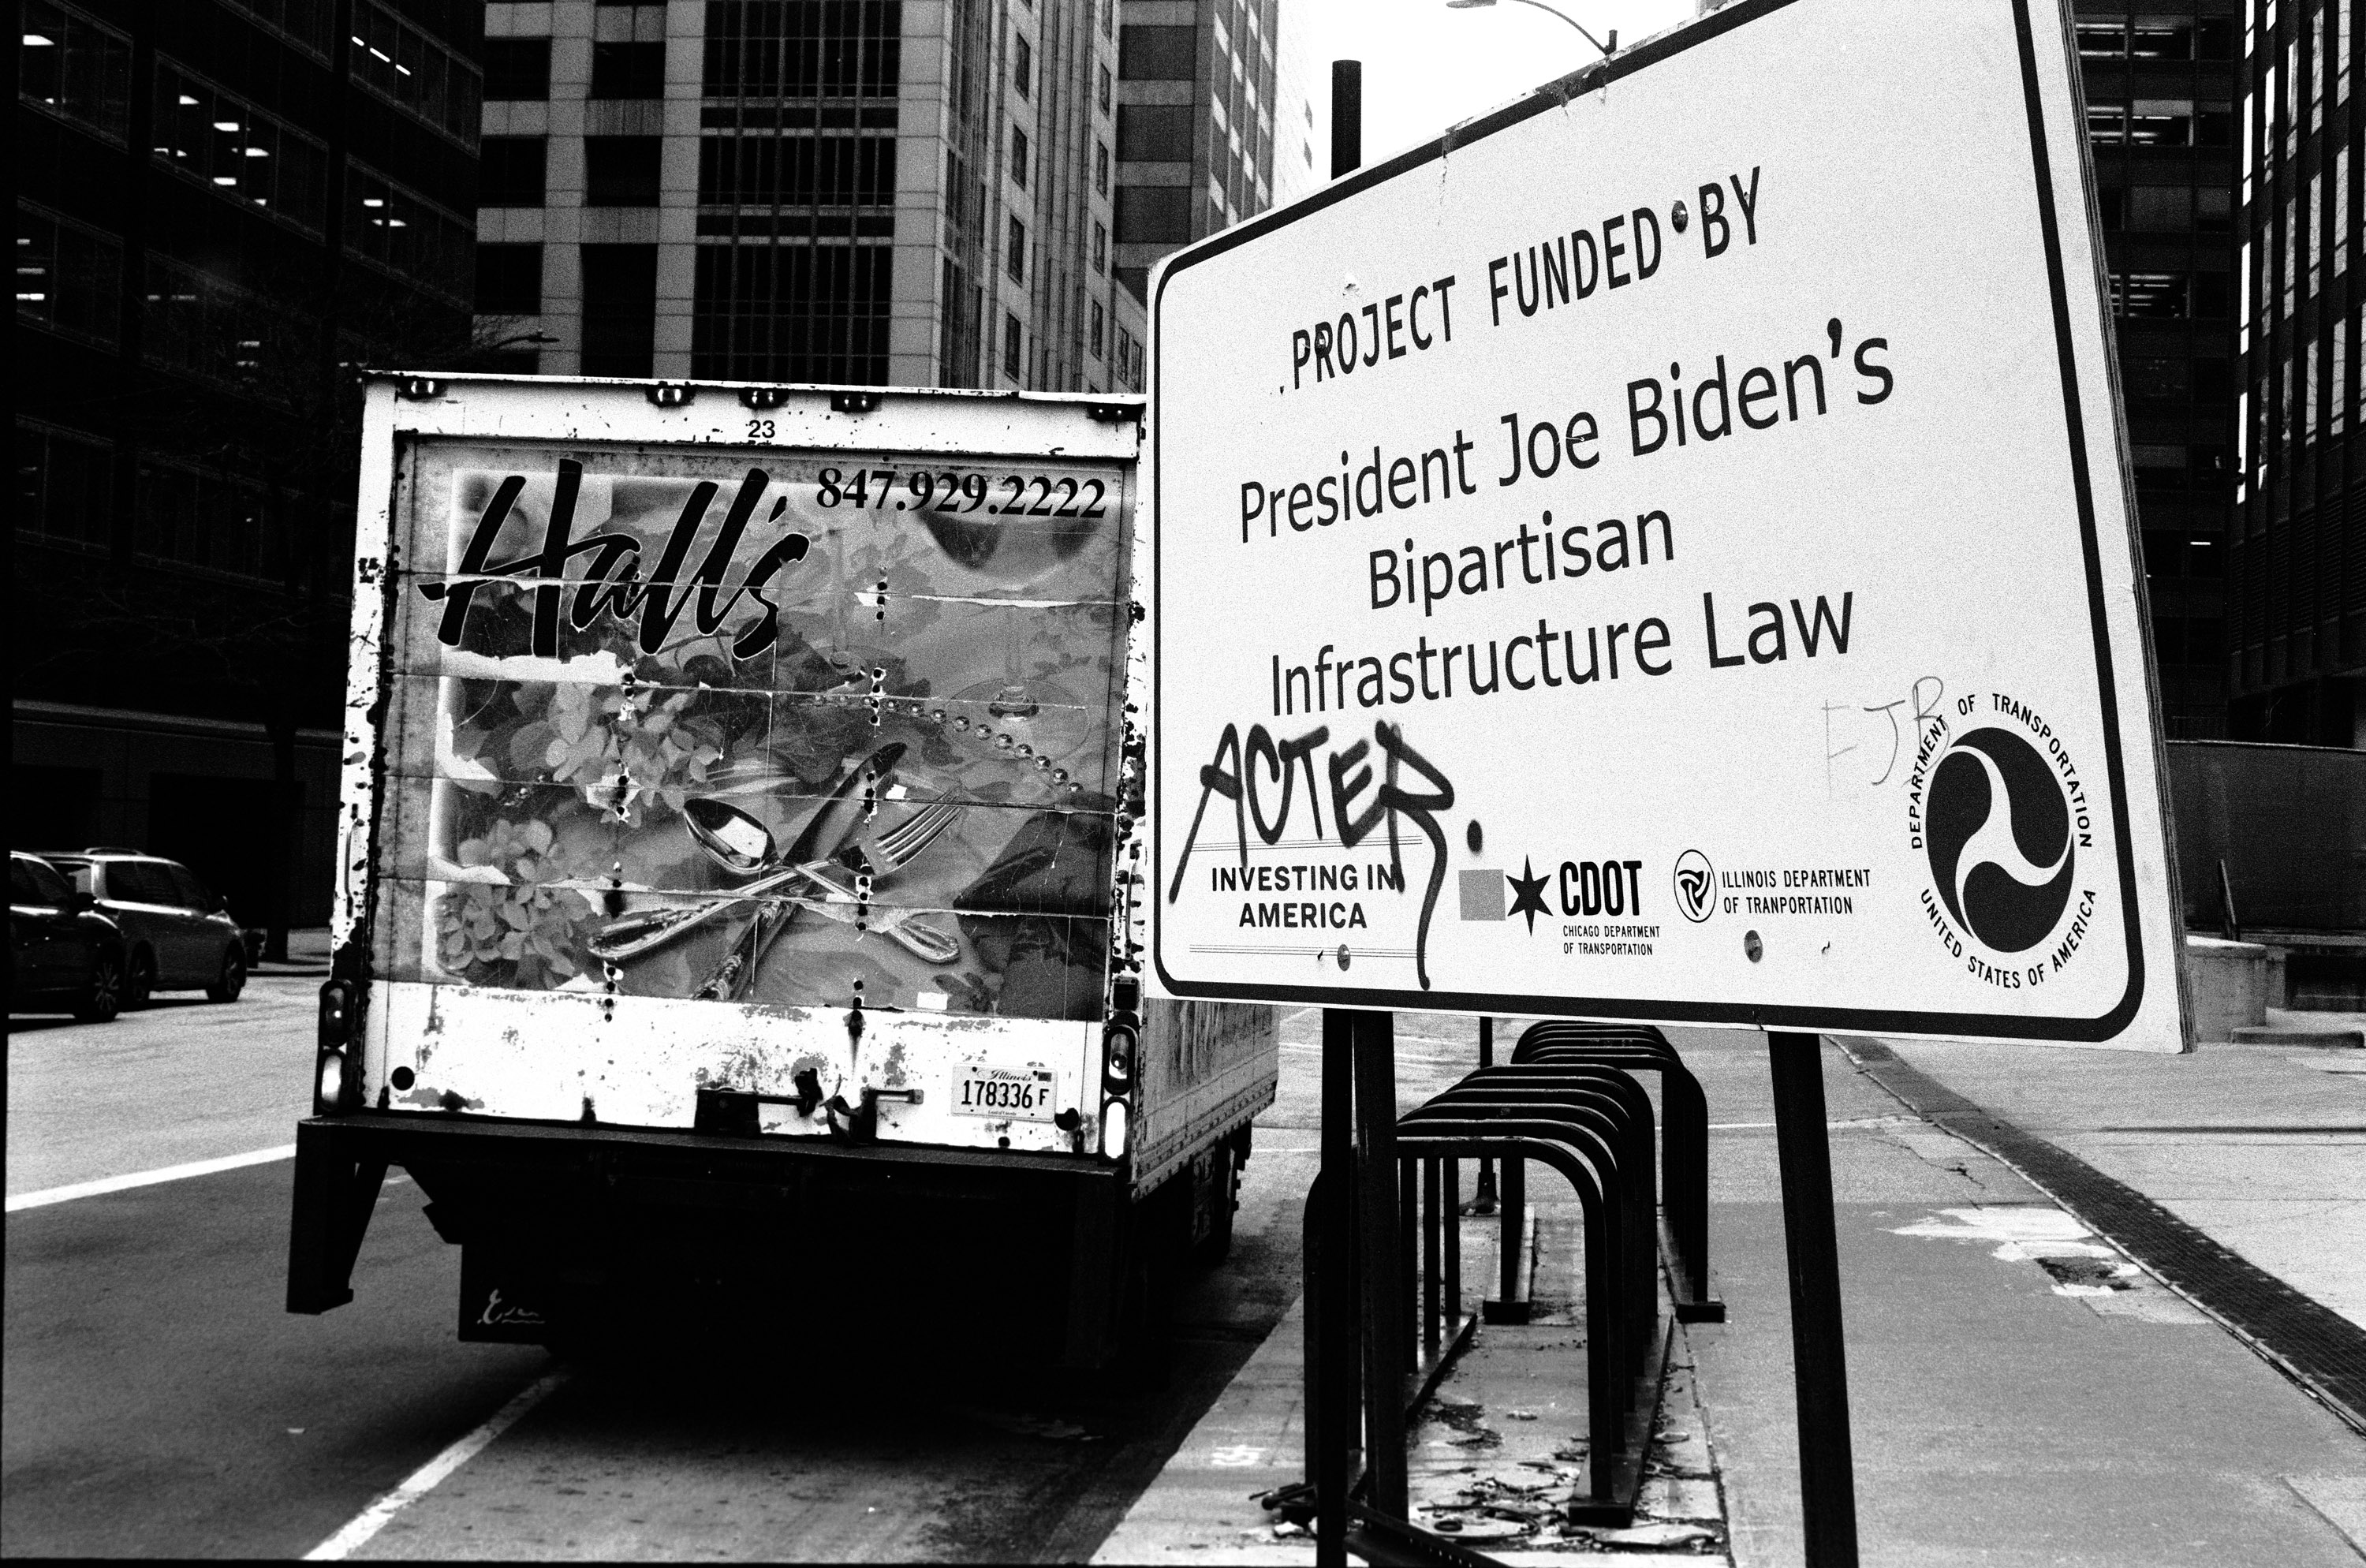 23
Hall's
847.929.2222
Illinois
178336 F
PROJECT FUNDED BY
President Joe Biden's
Bipartisan
Infrastructure Law
EJR
ACTER.
INVESTING IN
AMERICA
CDOT
CHICAGO DEPARTMENT
OF TRANSPORTATION
ILLINOIS DEPARTMENT
OF TRANPORTATION
DEPARTMENT OF TRANSPORTATION
UNITED STATES OF AMERICA